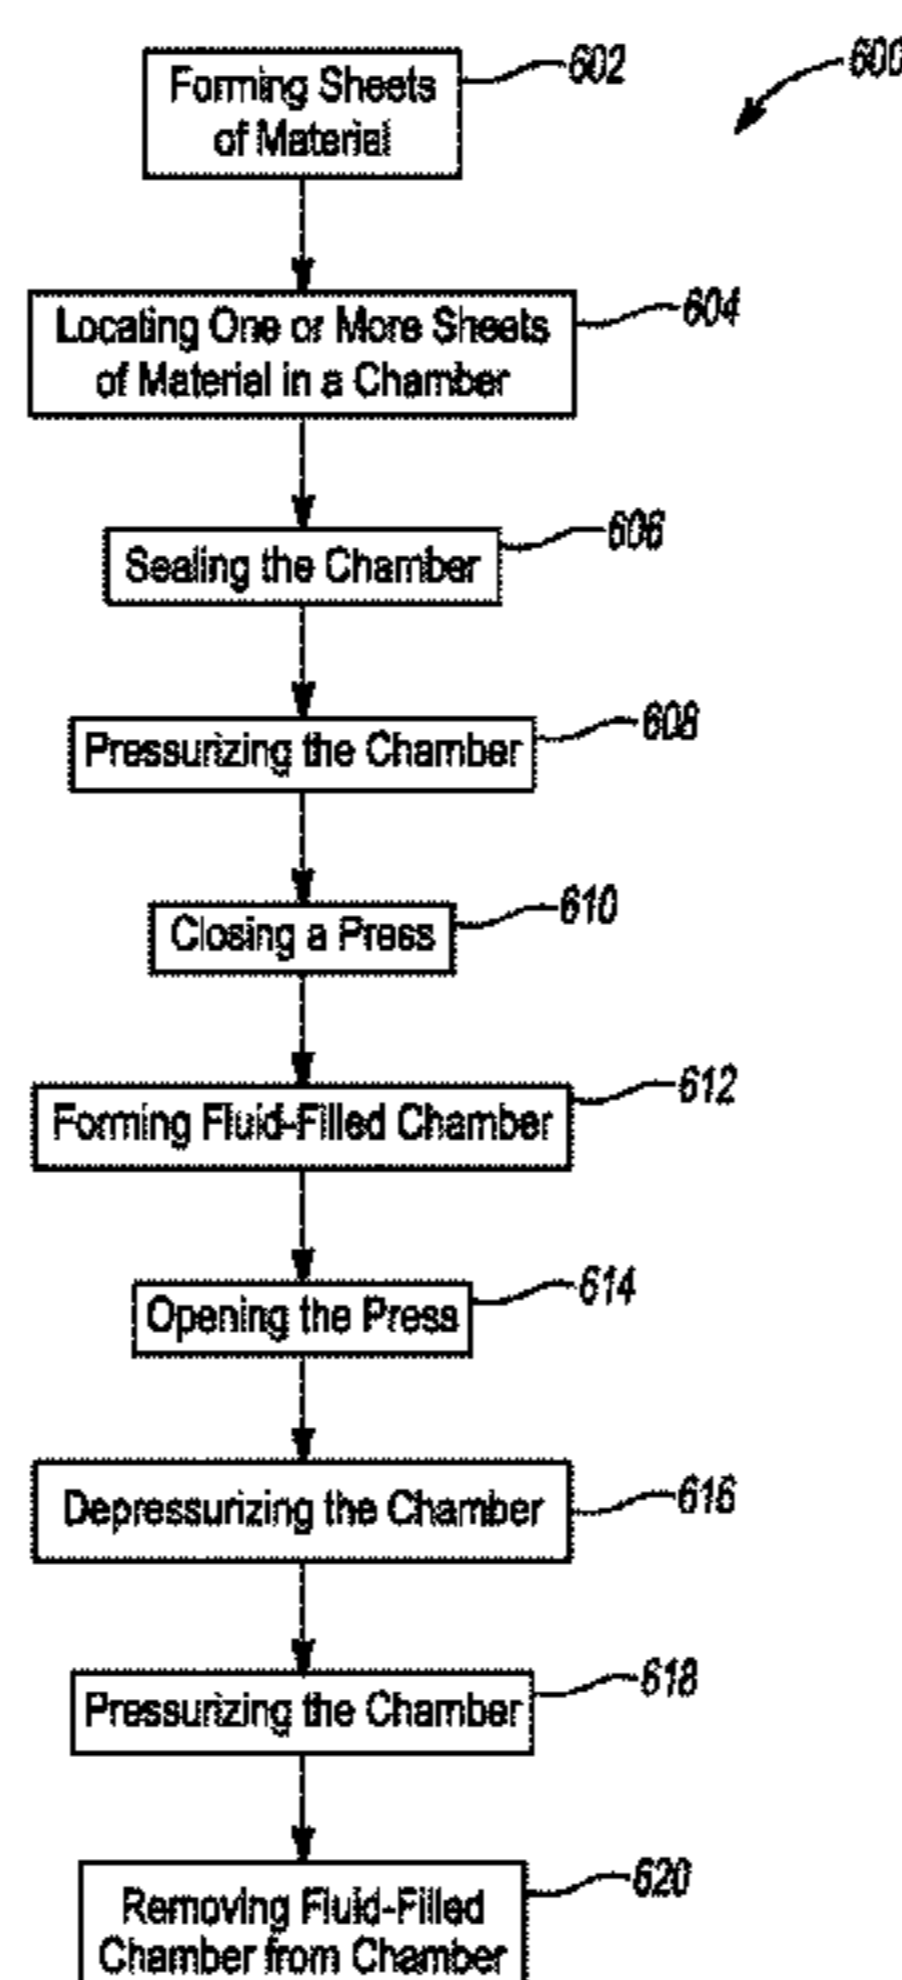 600
Forming Sheets
of Material
602
Locating One or More Sheets
of Material in a Chamber
604
Sealing the Chamber
606
Pressurizing the Chamber
608
Closing a Press
610
Forming Fluid-Filled Chamber
612
Opening the Press
614
Depressurizing the Chamber
616
Pressurizing the Chamber
618
Removing Fluid-Filled
Chamber from Chamber
620